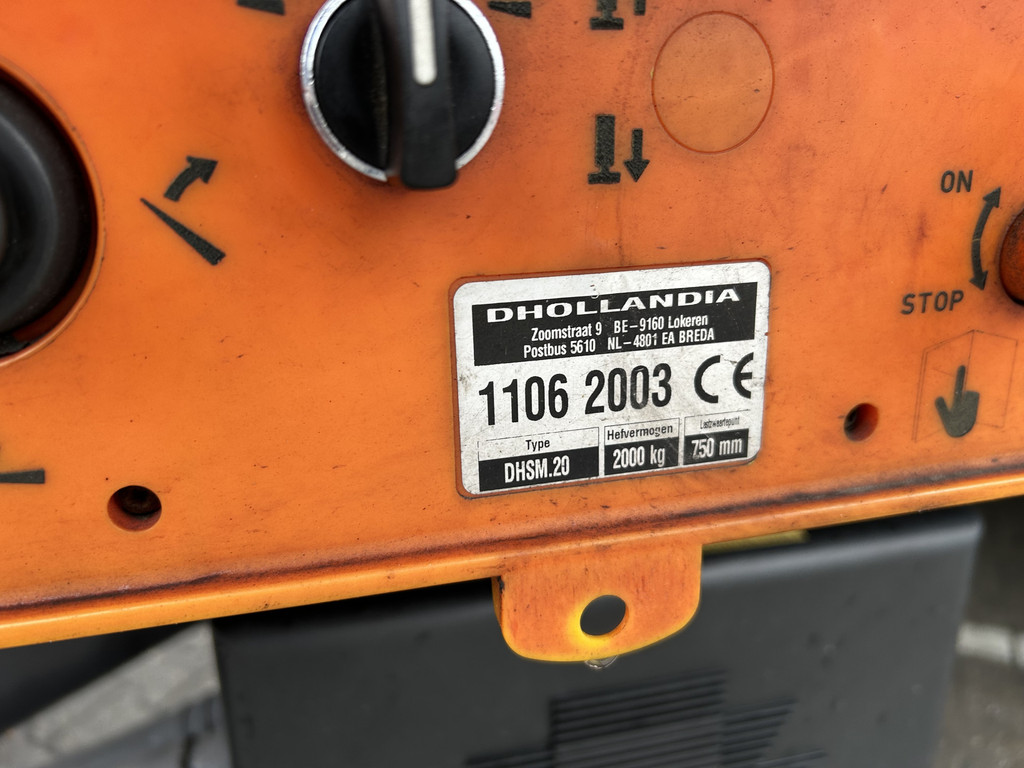 ON
STOP
DHOLLANDIA
Zoomstraat 9 BE-9160 Lokeren
Postbus 5610 NL-4801 EA BREDA
1106 2003 CE
Type
Hefvermogen
Lastzwaartepunt
DHSM.20
2000 kg
750 mm